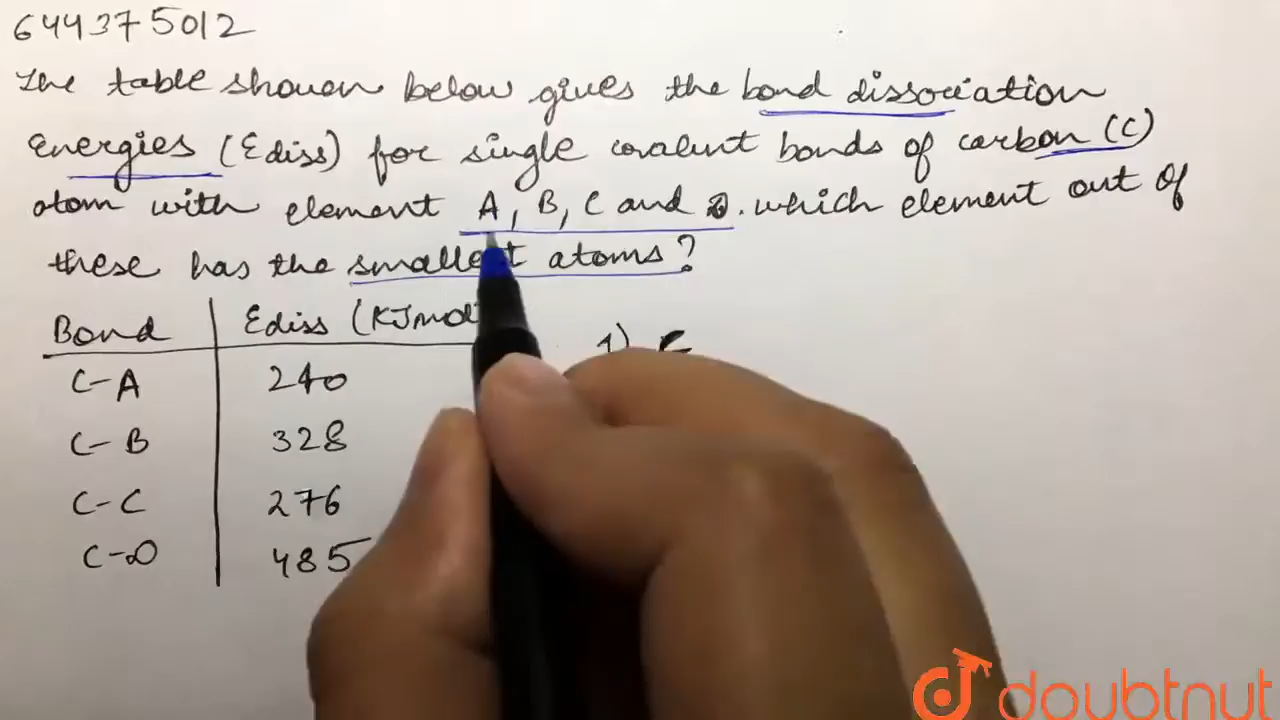 644375012
The table shown below gives the bond dissociation
energies (Ediss) for single covalent bonds of carbon (C)
atom with element A, B, C and D. which element out of
these has the smallest atoms?
Bond Ediss (KJmol
C-A 240
C-B 328
C-C 276
C-D 485
1) C
doubtnut